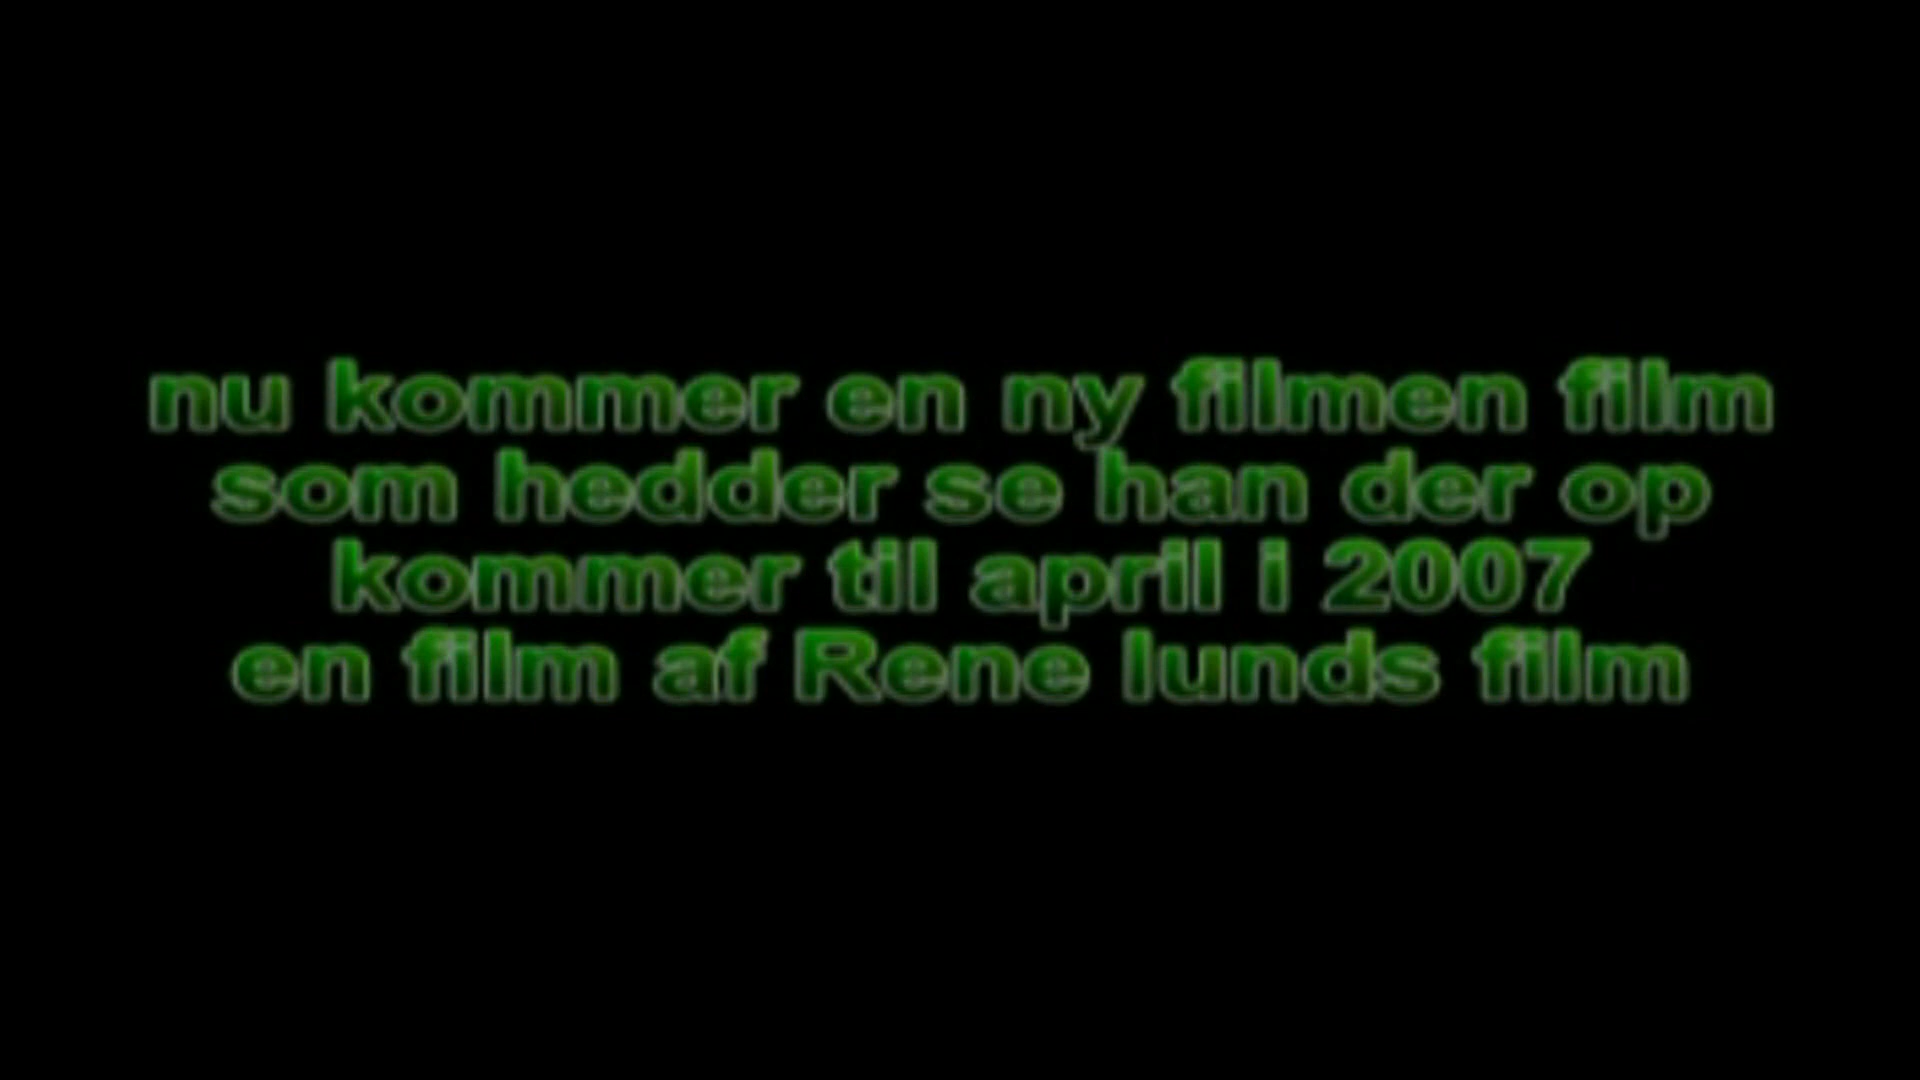 nu kommer en ny filmen film
som hedder se han der op
kommer til april i 2007
en film af Rene lunds film